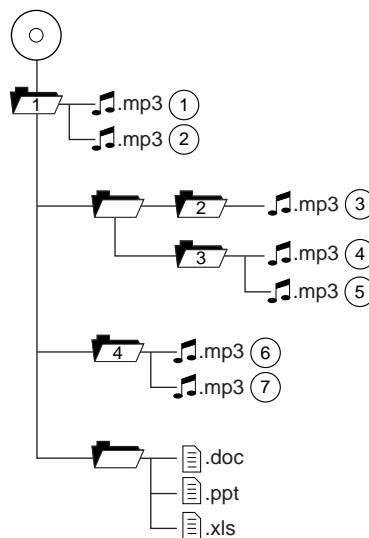 1 .mp3 1
.mp3 2
2 .mp3 3
3 .mp3 4
.mp3 5
4 .mp3 6
.mp3 7
.doc
.ppt
.xls